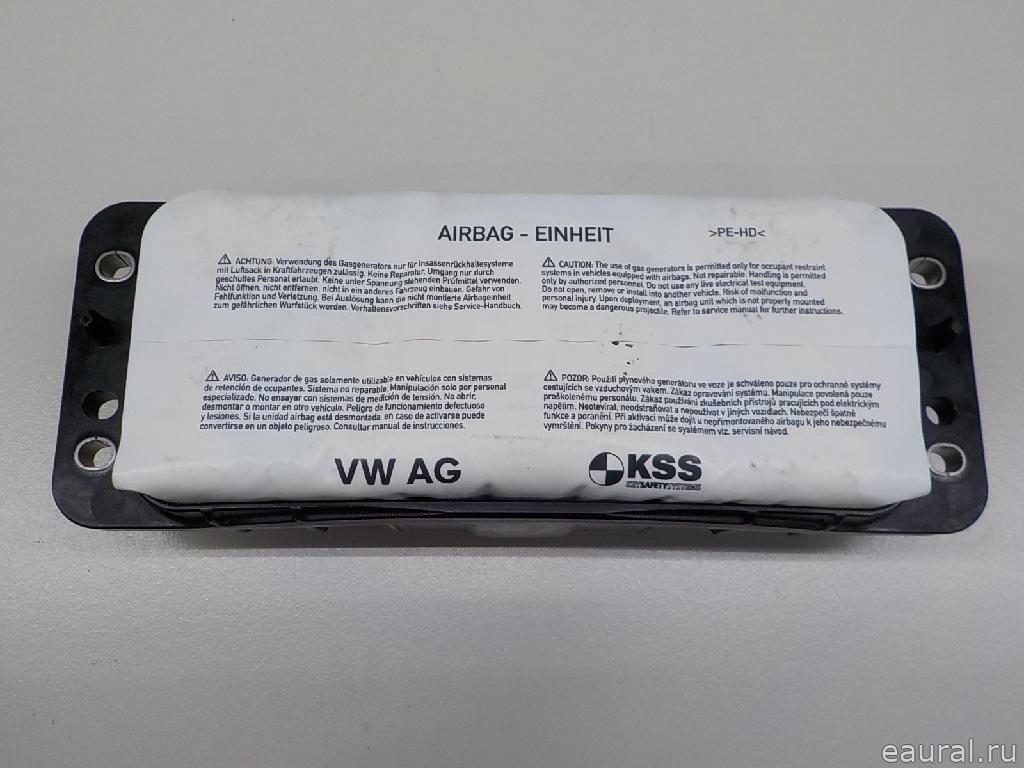 AIRBAG - EINHEIT
>PE-HD<
⚠ ACHTUNG: Verwendung des Gasgenerators nur für Insassenrückhaltesysteme
mit Luftsack in Kraftfahrzeugen zulässig. Keine Reparatur. Umgang nur durch
geschultes Personal erlaubt. Keine unter Spannung stehenden Prüfmittel verwenden.
Nicht öffnen, nicht entfernen, nicht in ein anderes Fahrzeug einbauen. Gefahr von
Fehlfunktion und Verletzung. Bei Auslösung kann die nicht montierte Airbageinheit
zum gefährlichen Wurfstück werden. Verhaltensvorschriften siehe Service-Handbuch.
⚠ CAUTION: The use of gas generators is permitted only for occupant restraint
systems in vehicles equipped with airbags. Not repairable. Handling is permitted
only by authorized personnel. Do not use any live electrical test equipment.
Do not open, remove or install into another vehicle. Risk of malfunction and
personal injury. Upon deployment, an airbag unit which is not properly mounted
may become a dangerous projectile. Refer to service manual for further instructions.
⚠ AVISO: Generador de gas solamente utilizable en vehículos con sistemas
de retención de ocupantes. Sistema no reparable. Manipulación solo por personal
especializado. No ensayar con sistemas de medición de tensión. No abrir,
desmontar o montar en otro vehículo. Peligro de funcionamiento defectuoso
y lesiones. Si la unidad airbag está desmontada, en caso de activarse puede
convertirse en un objeto peligroso. Consultar manual de instrucciones.
⚠ POZOR: Použití plynového generátoru ve voze je schváleno pouze pro ochranné systémy
cestujících se vzduchovým vakem. Zákaz opravování systému. Manipulace povolená pouze
proškolenému personálu. Zákaz používání zkušebních přístrojů pracujících pod elektrickým
napětím. Neotevírat, neodstraňovat a nepoužívat v jiných vozidlech. Nebezpečí špatné
funkce a poranění. Při aktivaci může dojít u nepřimontovaného airbagu k jeho nebezpečnému
vymrštění. Pokyny pro zacházení se systémem viz. servisní návod.
VW AG
KSS
KEYSAFETYSYSTEMS
eaural.ru